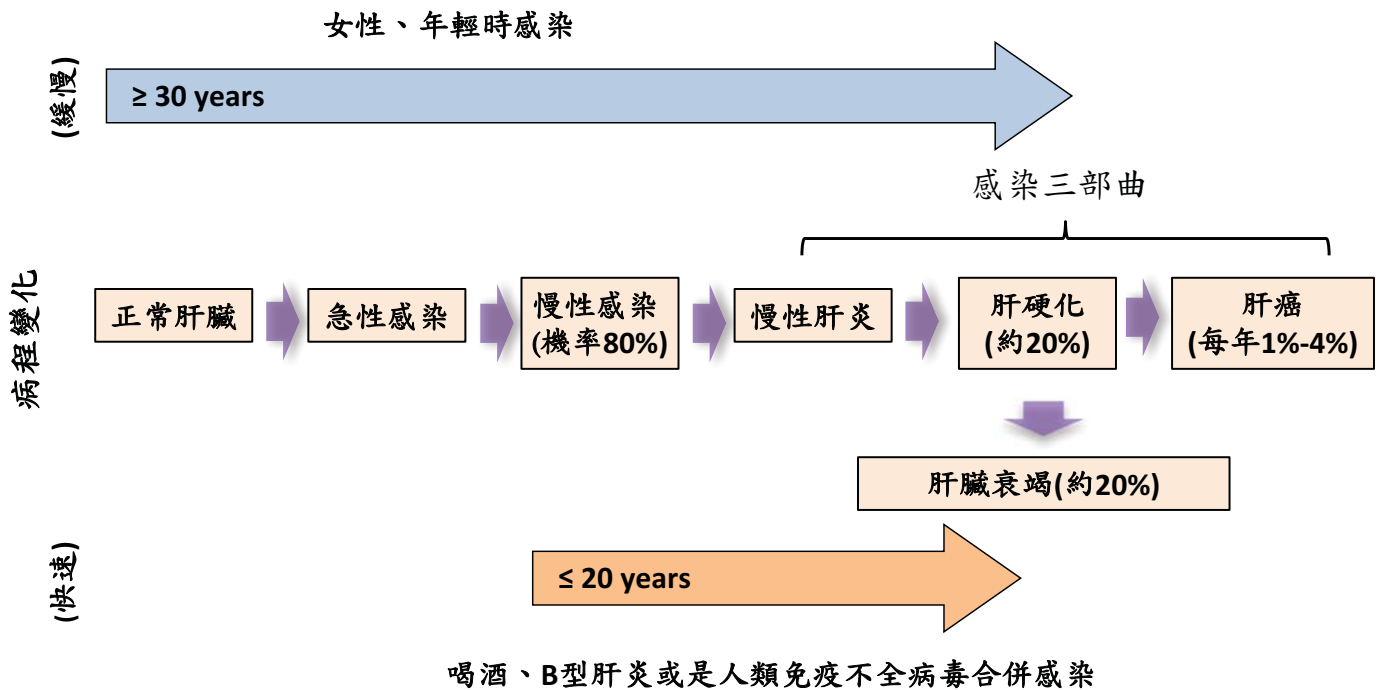 女性、年輕時感染
(緩慢)
≥ 30 years
感染三部曲
病程變化
正常肝臟
急性感染
慢性感染
(機率80%)
慢性肝炎
肝硬化
(約20%)
肝癌
(每年1%-4%)
肝臟衰竭(約20%)
(快速)
≤ 20 years
喝酒、B型肝炎或是人類免疫不全病毒合併感染